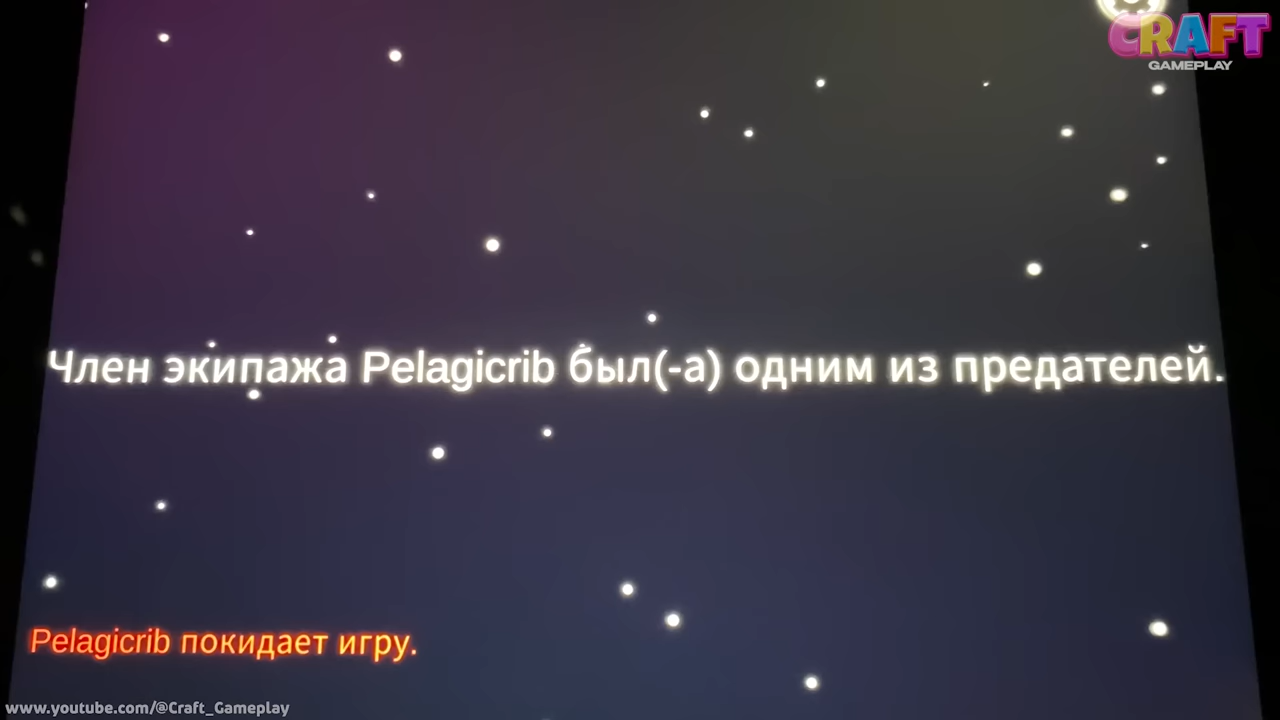 CRAFT
GAMEPLAY
Член экипажа Pelagicrib был(-а) одним из предателей.
Pelagicrib покидает игру.
www.youtube.com/@Craft_Gameplay